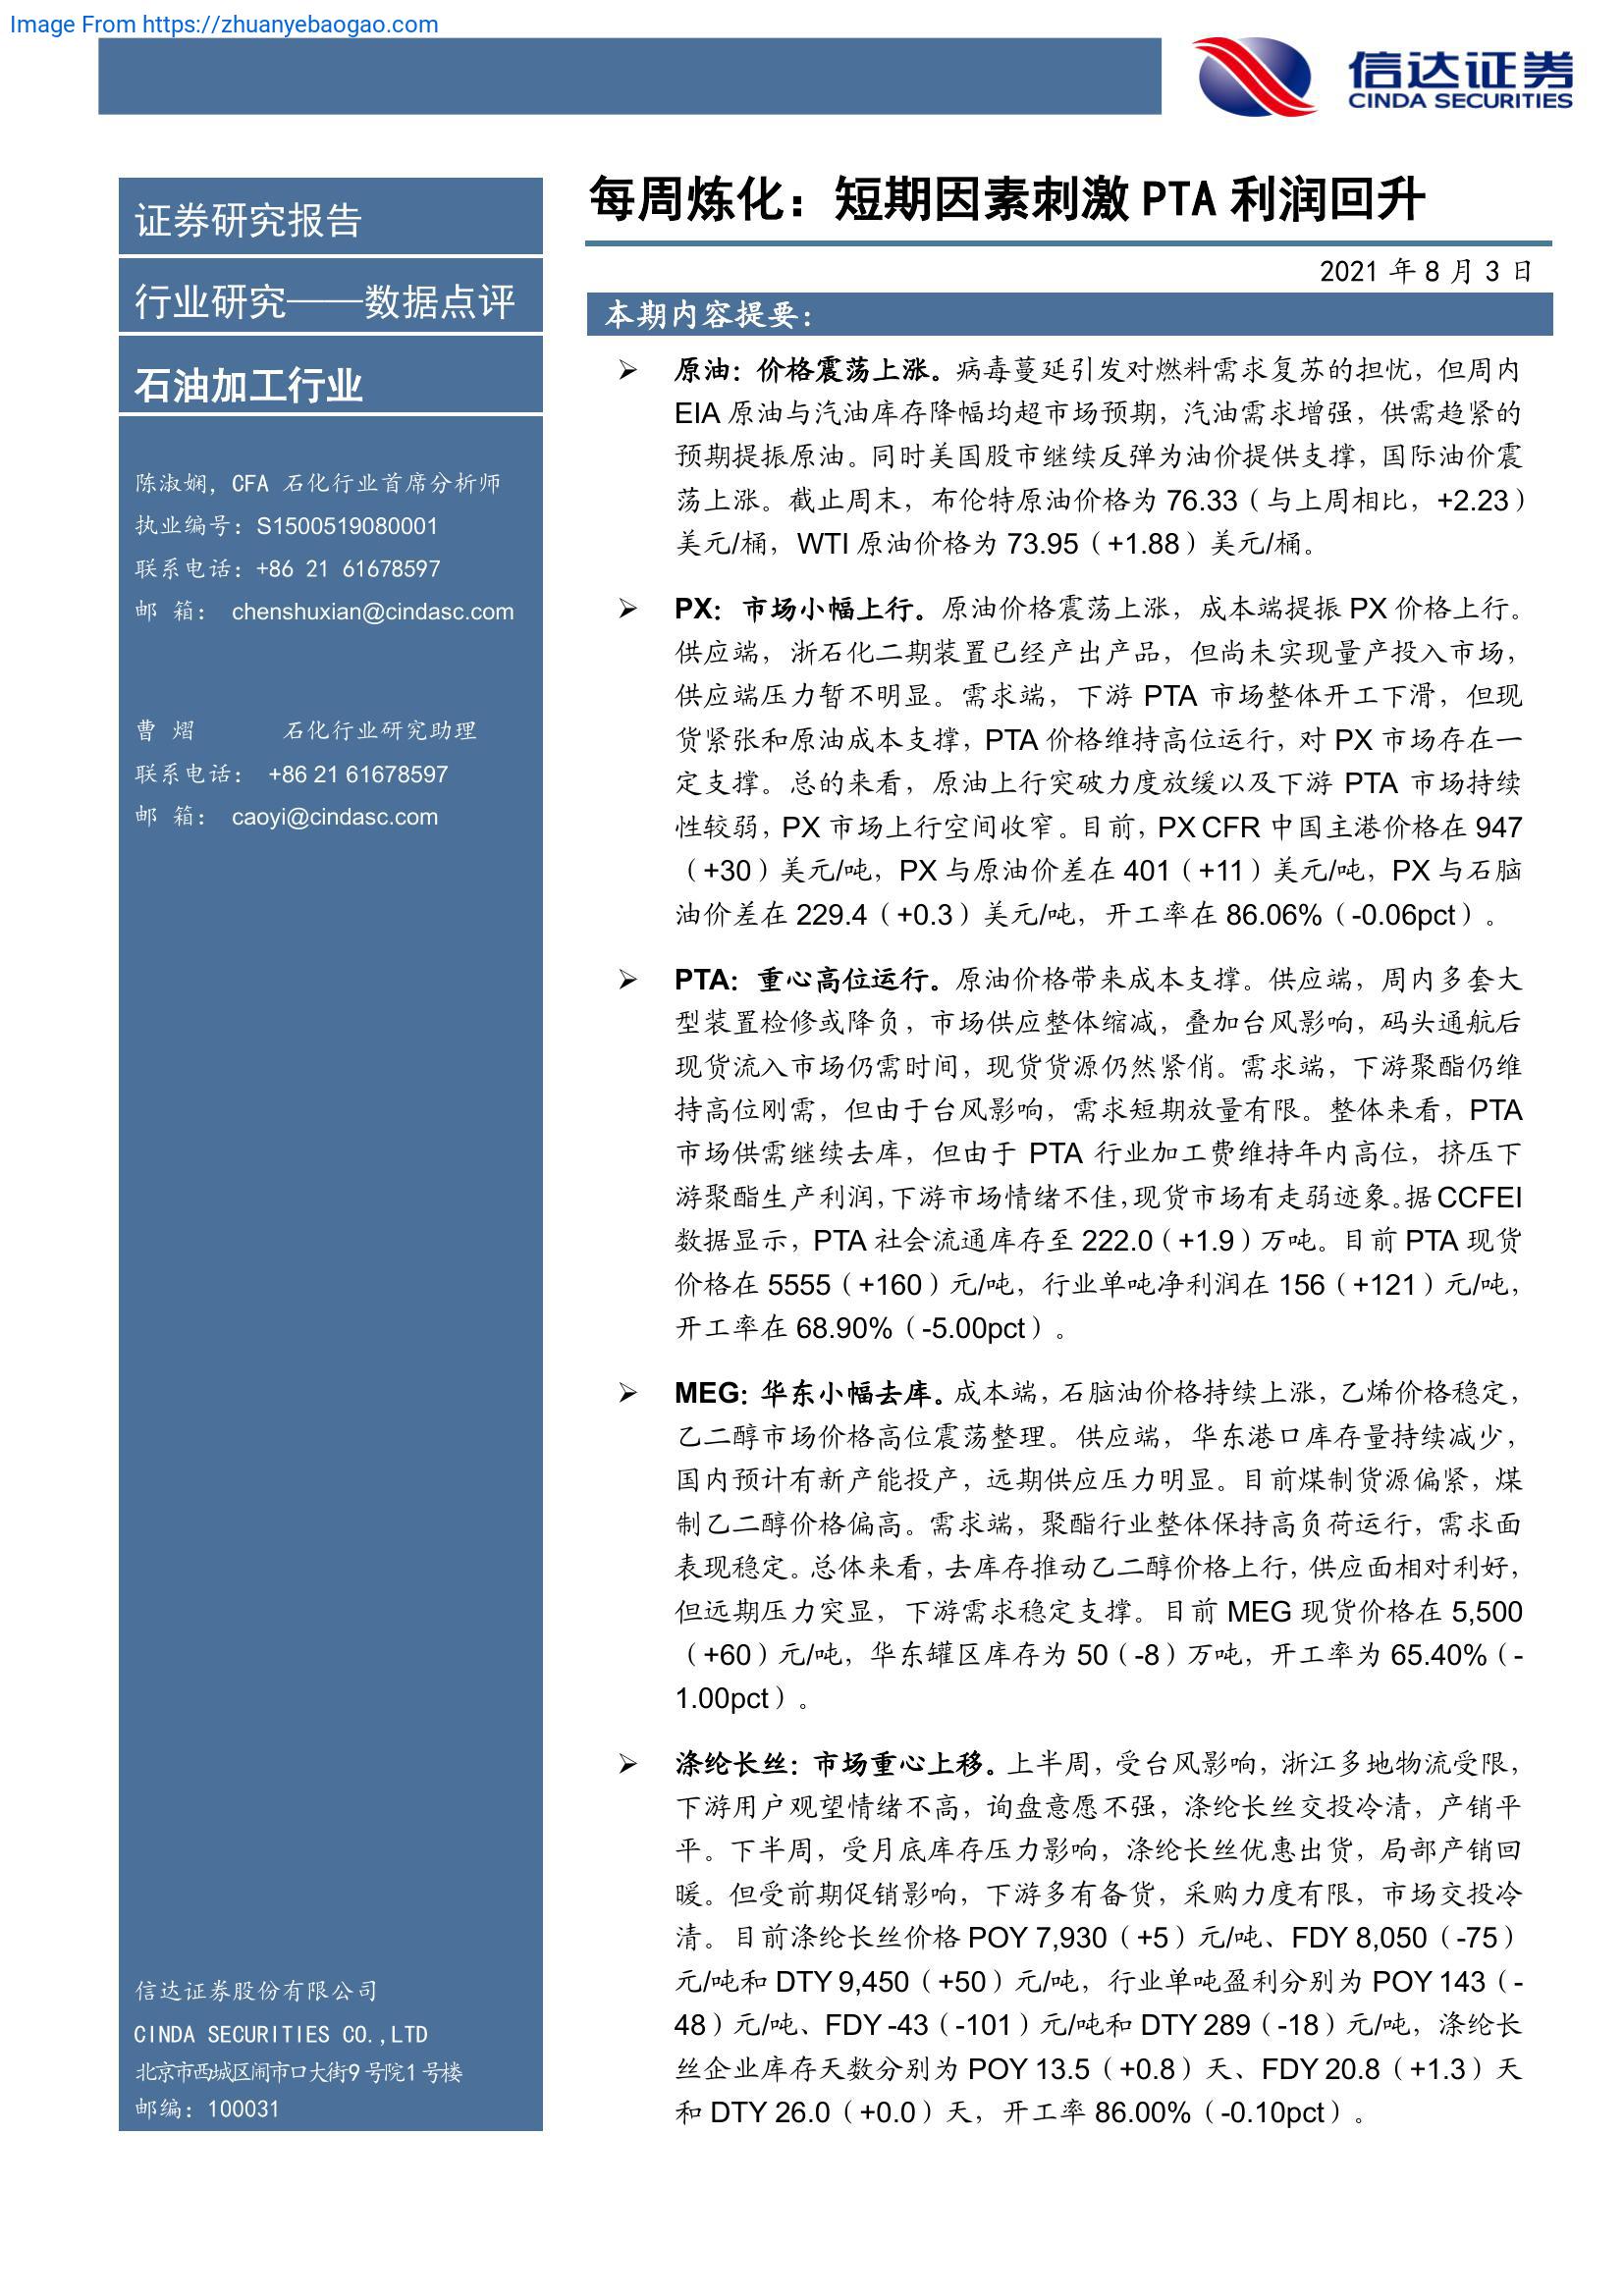 Image From https://zhuanyebaogao.com
信达证券
CINDA SECURITIES
证券研究报告
行业研究——数据点评
石油加工行业
陈淑娴, CFA 石化行业首席分析师
执业编号：S1500519080001
联系电话：+86 21 61678597
邮 箱： chenshuxian@cindasc.com
曹 熠 石化行业研究助理
联系电话： +86 21 61678597
邮 箱： caoyi@cindasc.com
信达证券股份有限公司
CINDA SECURITIES CO.,LTD
北京市西城区闹市口大街9号院1号楼
邮编：100031
每周炼化：短期因素刺激 PTA 利润回升
2021 年 8 月 3 日
本期内容提要：
➢ 原油：价格震荡上涨。病毒蔓延引发对燃料需求复苏的担忧，但周内
EIA 原油与汽油库存降幅均超市场预期，汽油需求增强，供需趋紧的
预期提振原油。同时美国股市继续反弹为油价提供支撑，国际油价震
荡上涨。截止周末，布伦特原油价格为 76.33（与上周相比，+2.23）
美元/桶，WTI 原油价格为 73.95（+1.88）美元/桶。
➢ PX：市场小幅上行。原油价格震荡上涨，成本端提振 PX 价格上行。
供应端，浙石化二期装置已经产出产品，但尚未实现量产投入市场，
供应端压力暂不明显。需求端，下游 PTA 市场整体开工下滑，但现
货紧张和原油成本支撑，PTA 价格维持高位运行，对 PX 市场存在一
定支撑。总的来看，原油上行突破力度放缓以及下游 PTA 市场持续
性较弱，PX 市场上行空间收窄。目前，PX CFR 中国主港价格在 947
（+30）美元/吨，PX 与原油价差在 401（+11）美元/吨，PX 与石脑
油价差在 229.4（+0.3）美元/吨，开工率在 86.06%（-0.06pct）。
➢ PTA：重心高位运行。原油价格带来成本支撑。供应端，周内多套大
型装置检修或降负，市场供应整体缩减，叠加台风影响，码头通航后
现货流入市场仍需时间，现货货源仍然紧俏。需求端，下游聚酯仍维
持高位刚需，但由于台风影响，需求短期放量有限。整体来看，PTA
市场供需继续去库，但由于 PTA 行业加工费维持年内高位，挤压下
游聚酯生产利润，下游市场情绪不佳，现货市场有走弱迹象。据 CCFEI
数据显示，PTA 社会流通库存至 222.0（+1.9）万吨。目前 PTA 现货
价格在 5555（+160）元/吨，行业单吨净利润在 156（+121）元/吨，
开工率在 68.90%（-5.00pct）。
➢ MEG：华东小幅去库。成本端，石脑油价格持续上涨，乙烯价格稳定，
乙二醇市场价格高位震荡整理。供应端，华东港口库存量持续减少，
国内预计有新产能投产，远期供应压力明显。目前煤制货源偏紧，煤
制乙二醇价格偏高。需求端，聚酯行业整体保持高负荷运行，需求面
表现稳定。总体来看，去库存推动乙二醇价格上行，供应面相对利好，
但远期压力突显，下游需求稳定支撑。目前 MEG 现货价格在 5,500
（+60）元/吨，华东罐区库存为 50（-8）万吨，开工率为 65.40%（-
1.00pct）。
➢ 涤纶长丝：市场重心上移。上半周，受台风影响，浙江多地物流受限，
下游用户观望情绪不高，询盘意愿不强，涤纶长丝交投冷清，产销平
平。下半周，受月底库存压力影响，涤纶长丝优惠出货，局部产销回
暖。但受前期促销影响，下游多有备货，采购力度有限，市场交投冷
清。目前涤纶长丝价格 POY 7,930（+5）元/吨、FDY 8,050（-75）
元/吨和 DTY 9,450（+50）元/吨，行业单吨盈利分别为 POY 143（-
48）元/吨、FDY -43（-101）元/吨和 DTY 289（-18）元/吨，涤纶长
丝企业库存天数分别为 POY 13.5（+0.8）天、FDY 20.8（+1.3）天
和 DTY 26.0（+0.0）天，开工率 86.00%（-0.10pct）。